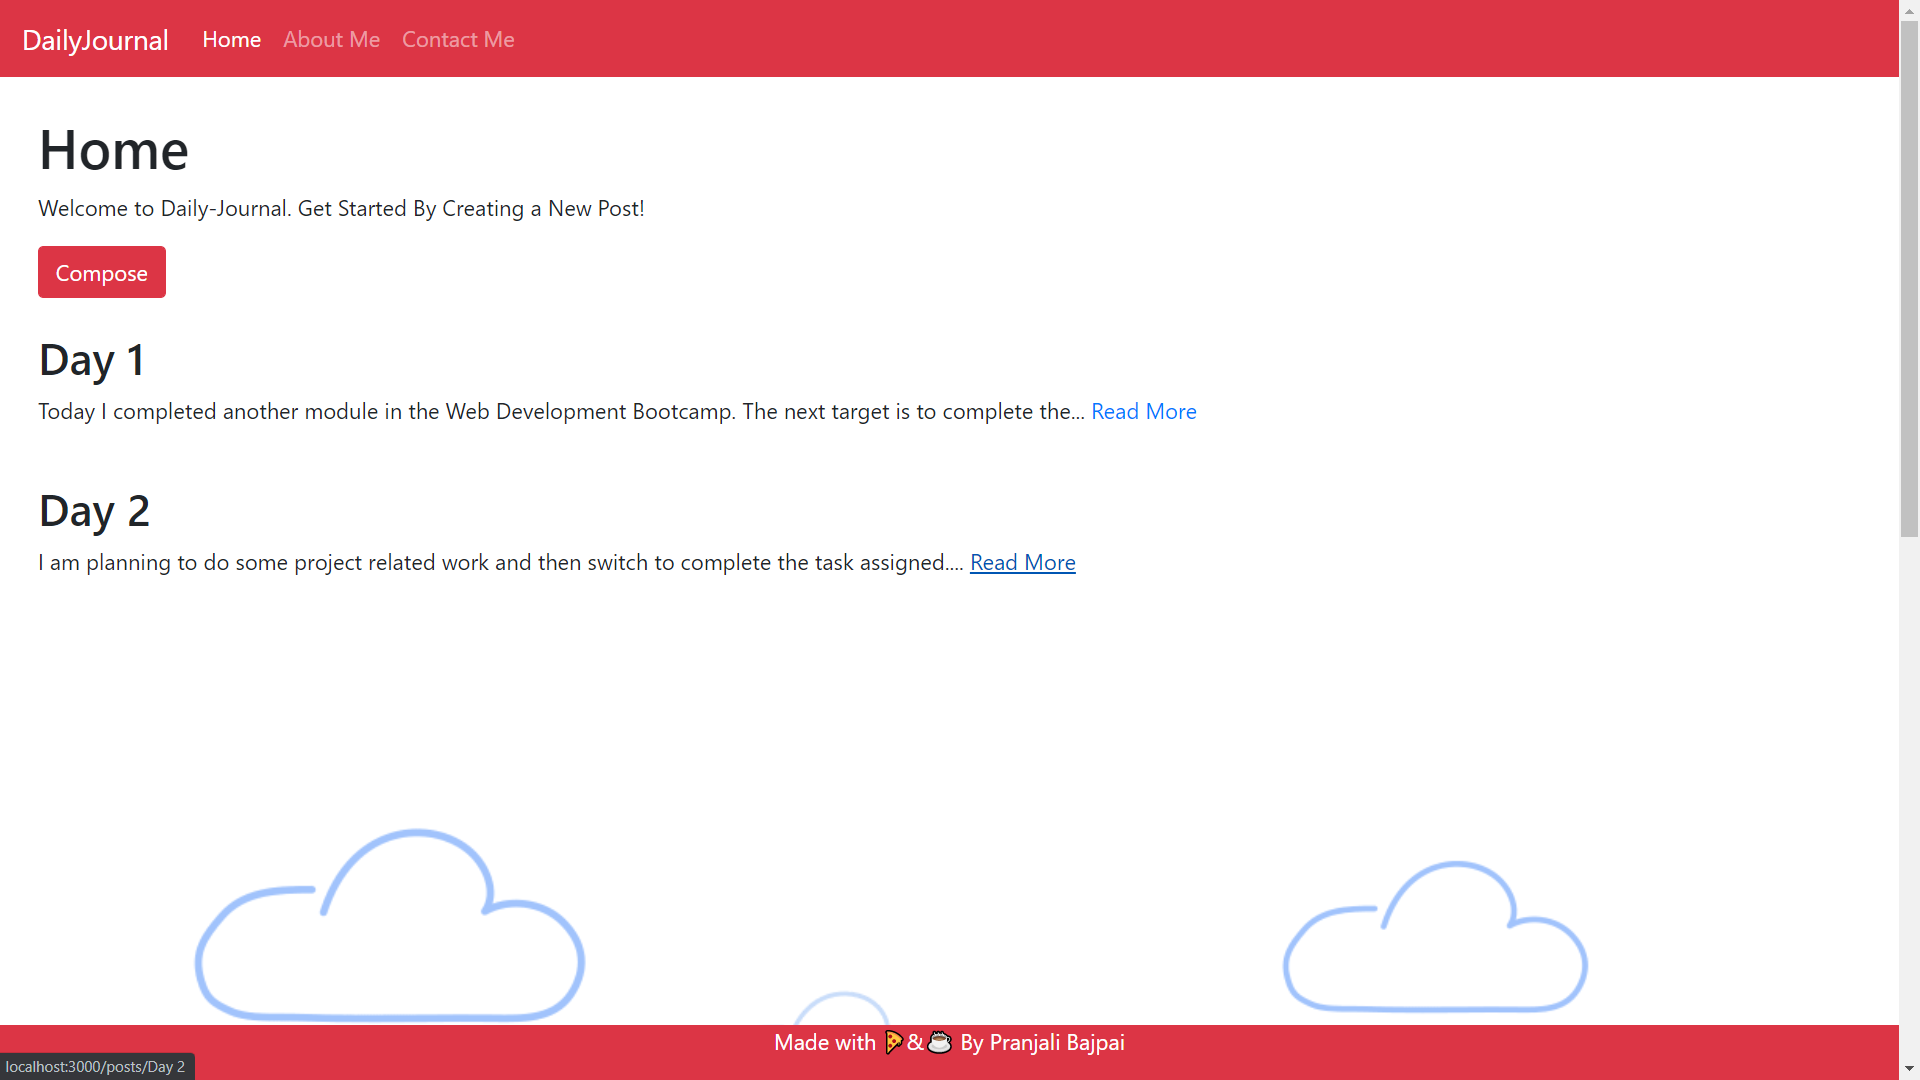 DailyJournal Home About Me Contact Me
Home
Welcome to Daily-Journal. Get Started By Creating a New Post!
Compose
Day 1
Today I completed another module in the Web Development Bootcamp. The next target is to complete the... Read More
Day 2
I am planning to do some project related work and then switch to complete the task assigned.... Read More
Made with 🍕&☕ By Pranjali Bajpai
localhost:3000/posts/Day 2